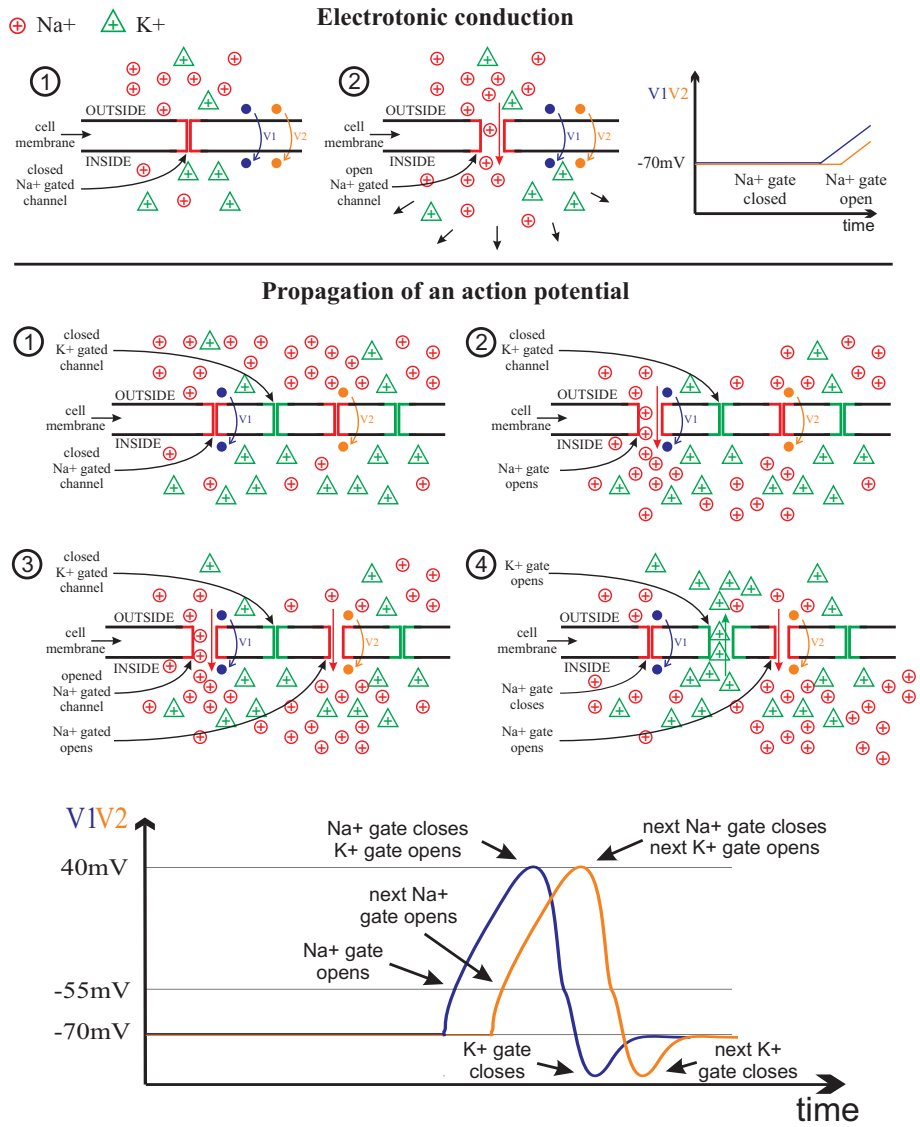 Electrotonic conduction
Na+ K+
1
OUTSIDE
cell
membrane
INSIDE
closed
Na+ gated
channel
V1
V2
2
OUTSIDE
cell
membrane
INSIDE
open
Na+ gated
channel
V1
V2
V1V2
-70mV
Na+ gate
closed
Na+ gate
open
time
Propagation of an action potential
1
closed
K+ gated
channel
OUTSIDE
cell
membrane
INSIDE
closed
Na+ gated
channel
V1
V2
2
closed
K+ gated
channel
OUTSIDE
cell
membrane
INSIDE
Na+ gate
opens
V1
V2
3
closed
K+ gated
channel
OUTSIDE
cell
membrane
INSIDE
opened
Na+ gated
channel
Na+ gated
opens
V1
V2
4
K+ gate
opens
OUTSIDE
cell
membrane
INSIDE
Na+ gate
closes
Na+ gate
opens
V1
V2
V1V2
40mV
-55mV
-70mV
Na+ gate closes
K+ gate opens
next Na+ gate closes
next K+ gate opens
next Na+
gate opens
Na+ gate
opens
K+ gate
closes
next K+
gate closes
time